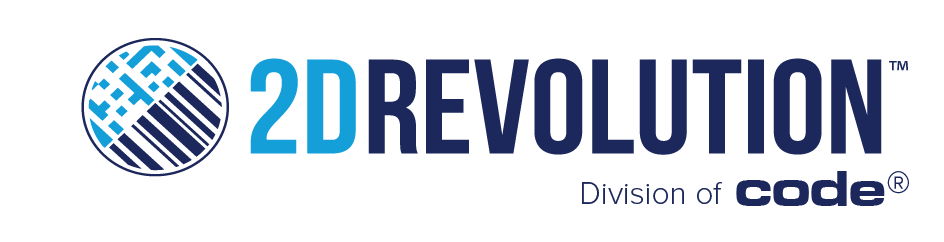 2DREVOLUTION™
Division of code®